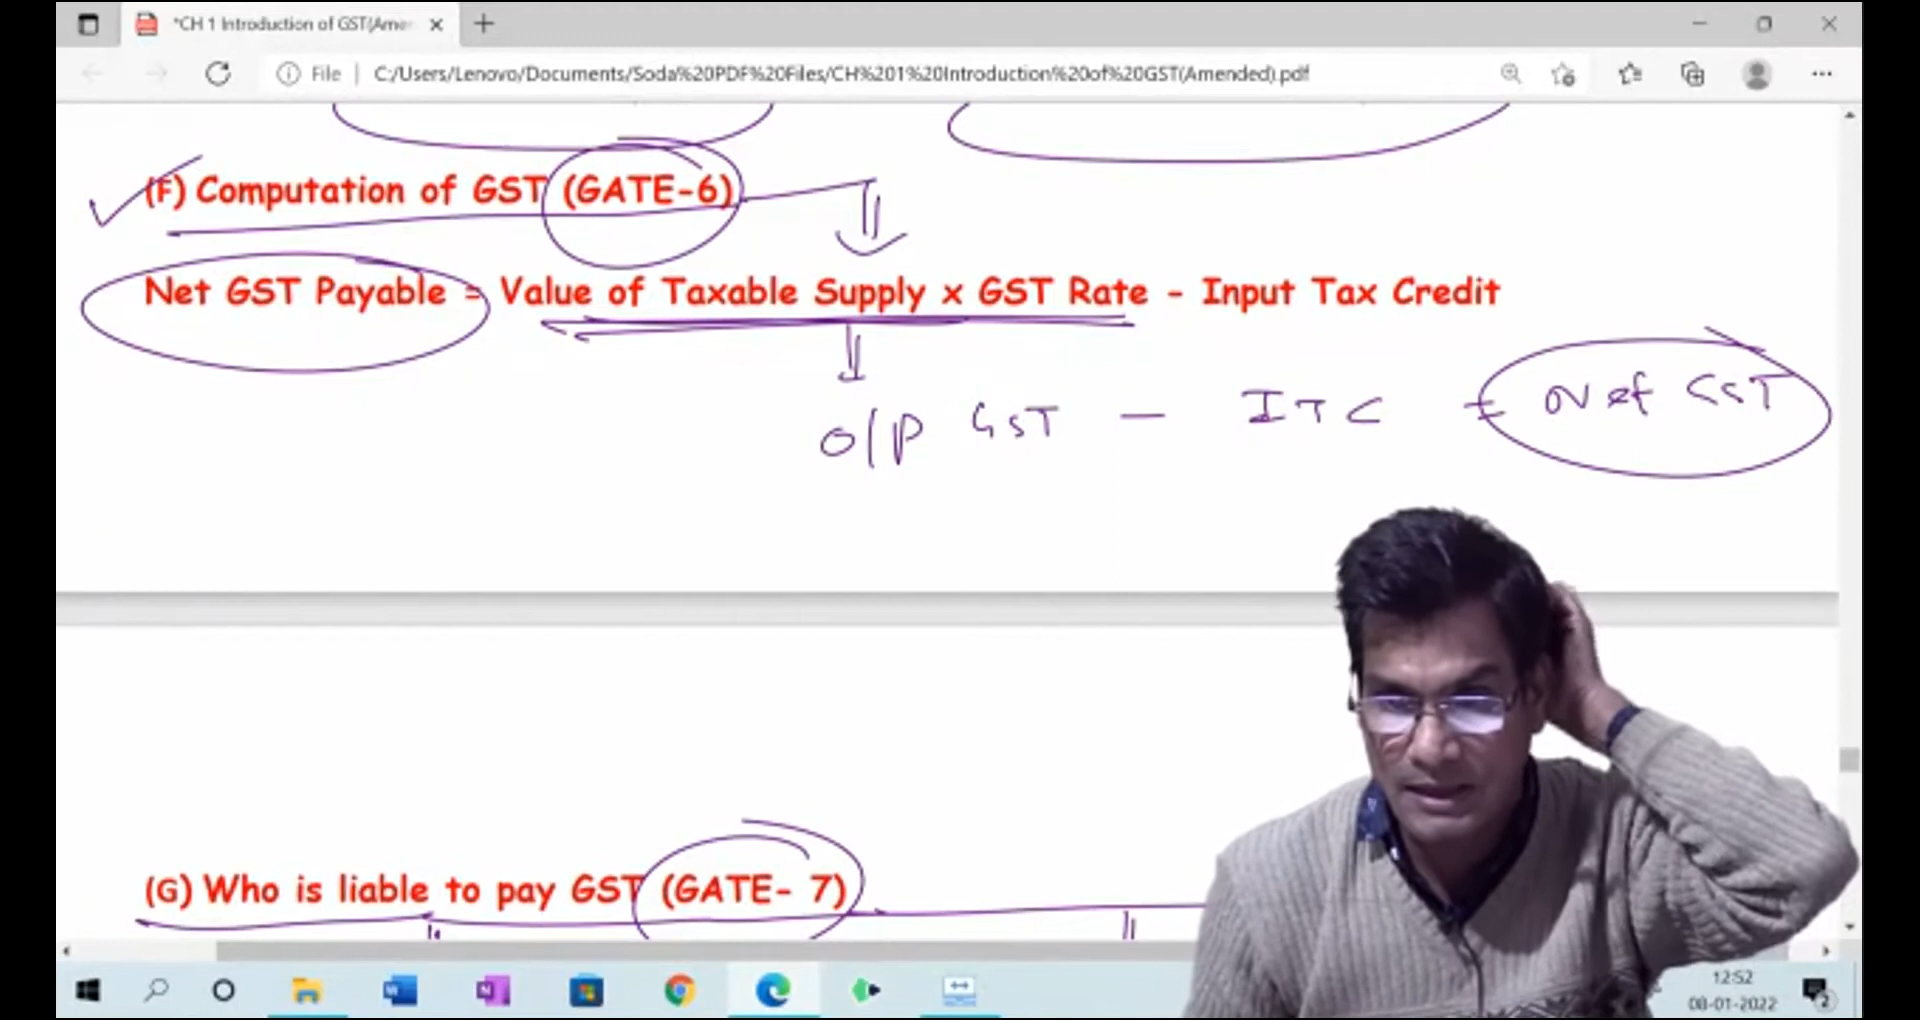 *CH 1 Introduction of GST(Ame
File | C:/Users/Lenovo/Documents/Soda%20PDF%20Files/CH%201%20Introduction%20of%20GST(Amended).pdf
(F) Computation of GST (GATE-6)
Net GST Payable = Value of Taxable Supply x GST Rate - Input Tax Credit
O/P GST - ITC = Net GST
(G) Who is liable to pay GST (GATE- 7)
12:52
08-01-2022
2